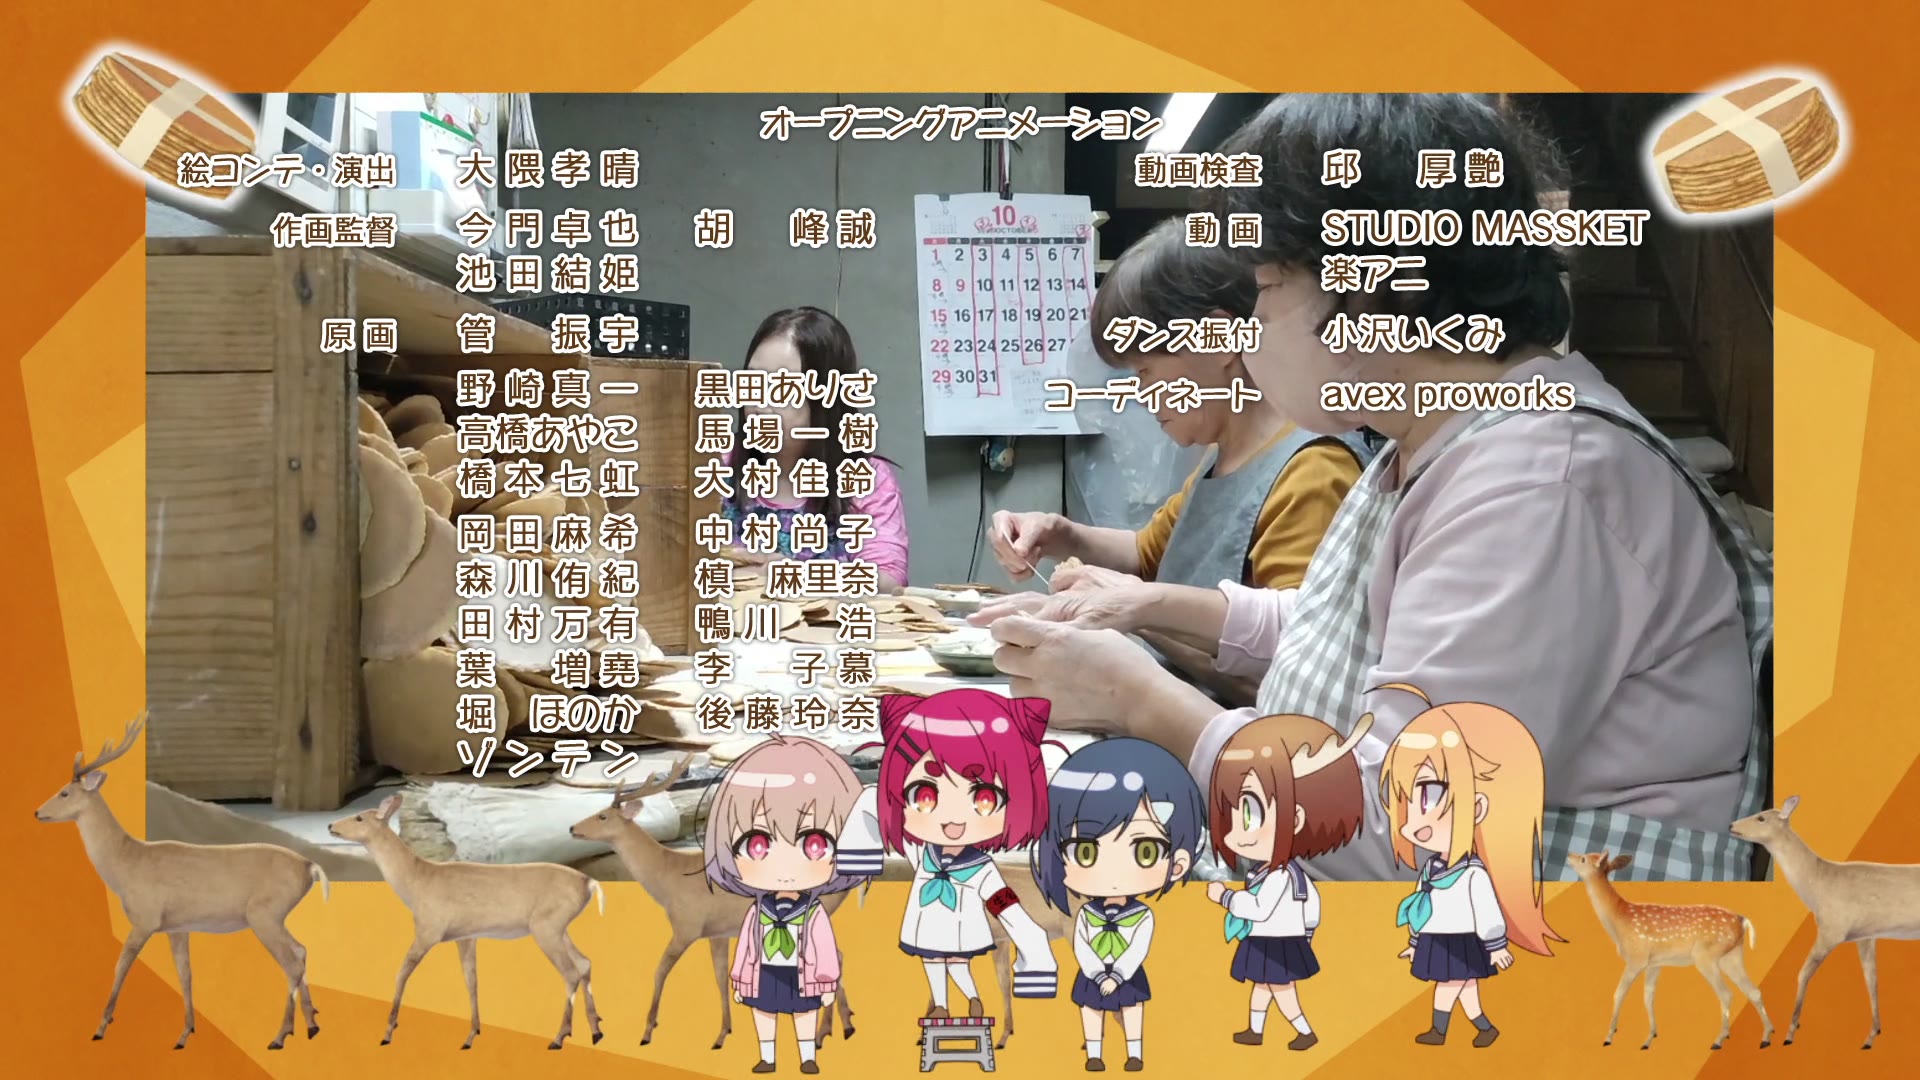 オープニングアニメーション
絵コンテ・演出 大隈孝晴
作画監督 今門卓也 胡 峰誠
池田結姫
原画 管 振宇
野崎真一 黒田ありさ
高橋あやこ 馬場一樹
橋本七虹 大村佳鈴
岡田麻希 中村尚子
森川侑紀 槙 麻里奈
田村万有 鴨川 浩
葉 増堯 李 子慕
堀 ほのか 後藤玲奈
ゾンテン
動画検査 邱 厚艶
動画 STUDIO MASSKET
楽アニ
ダンス振付 小沢いくみ
コーディネート avex proworks
10
OCTOBER
1 2 3 4 5 6 7
8 9 10 11 12 13 14
15 16 17 18 19 20 21
22 23 24 25 26 27
29 30 31